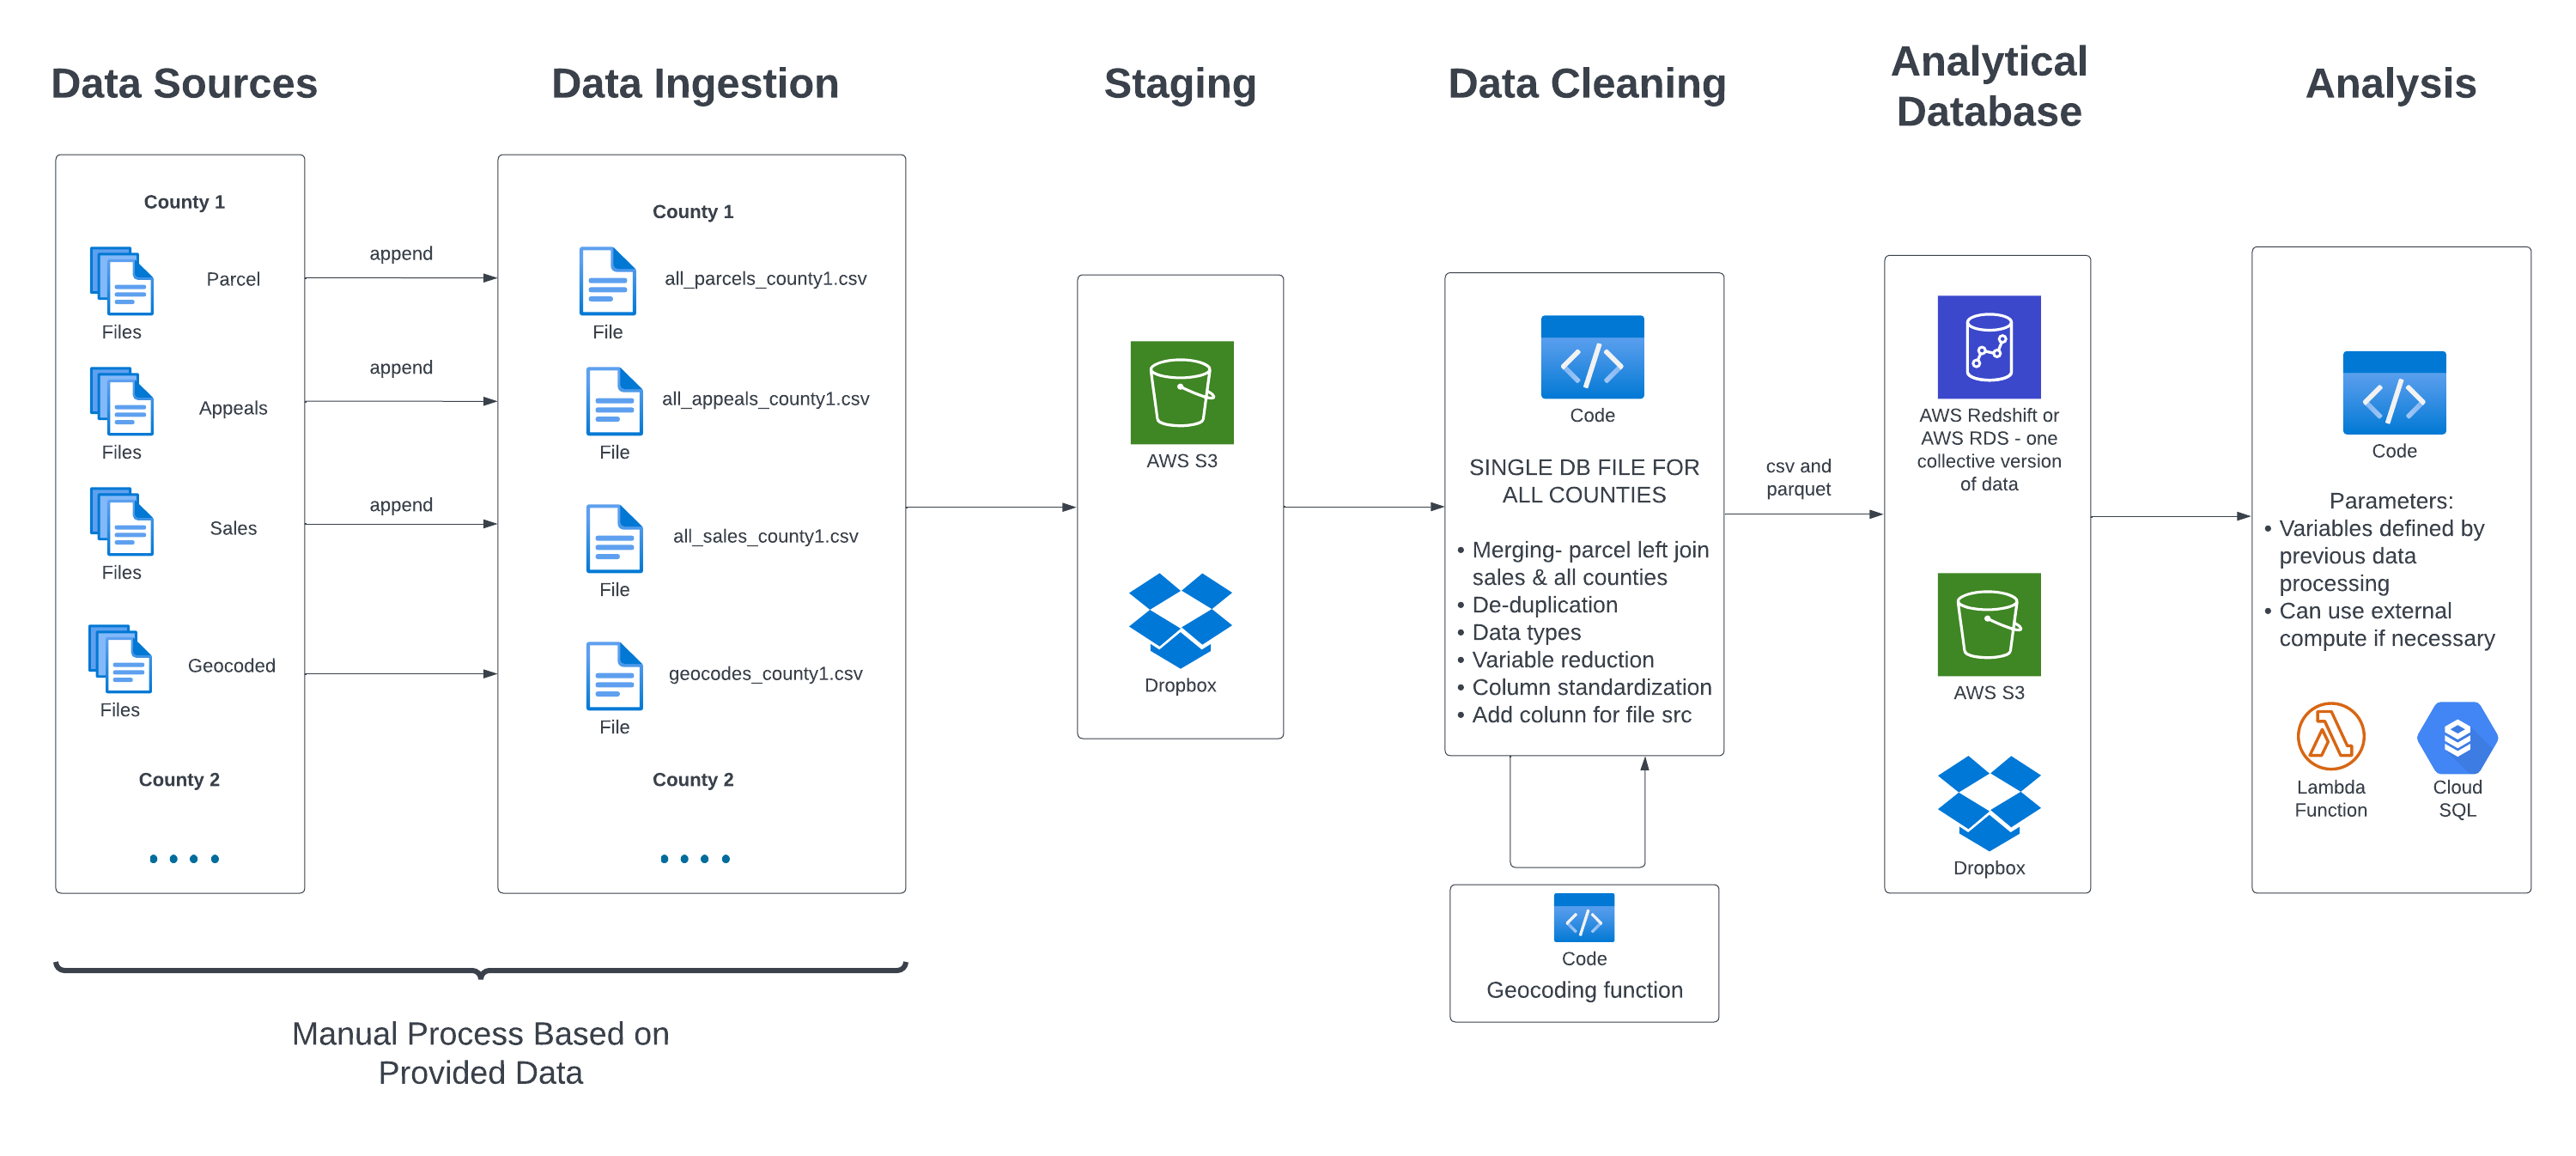 Data Sources
Data Ingestion
Staging
Data Cleaning
Analytical
Database
Analysis
County 1
Files
Parcel
Files
Appeals
Files
Sales
Files
Geocoded
County 2
append
append
append
County 1
File
all_parcels_county1.csv
File
all_appeals_county1.csv
File
all_sales_county1.csv
File
geocodes_county1.csv
County 2
Manual Process Based on
Provided Data
AWS S3
Dropbox
Code
SINGLE DB FILE FOR
ALL COUNTIES
• Merging- parcel left join
sales & all counties
• De-duplication
• Data types
• Variable reduction
• Column standardization
• Add colunn for file src
Code
Geocoding function
csv and
parquet
AWS Redshift or
AWS RDS - one
collective version
of data
AWS S3
Dropbox
Code
Parameters:
• Variables defined by
previous data
processing
• Can use external
compute if necessary
Lambda
Function
Cloud
SQL